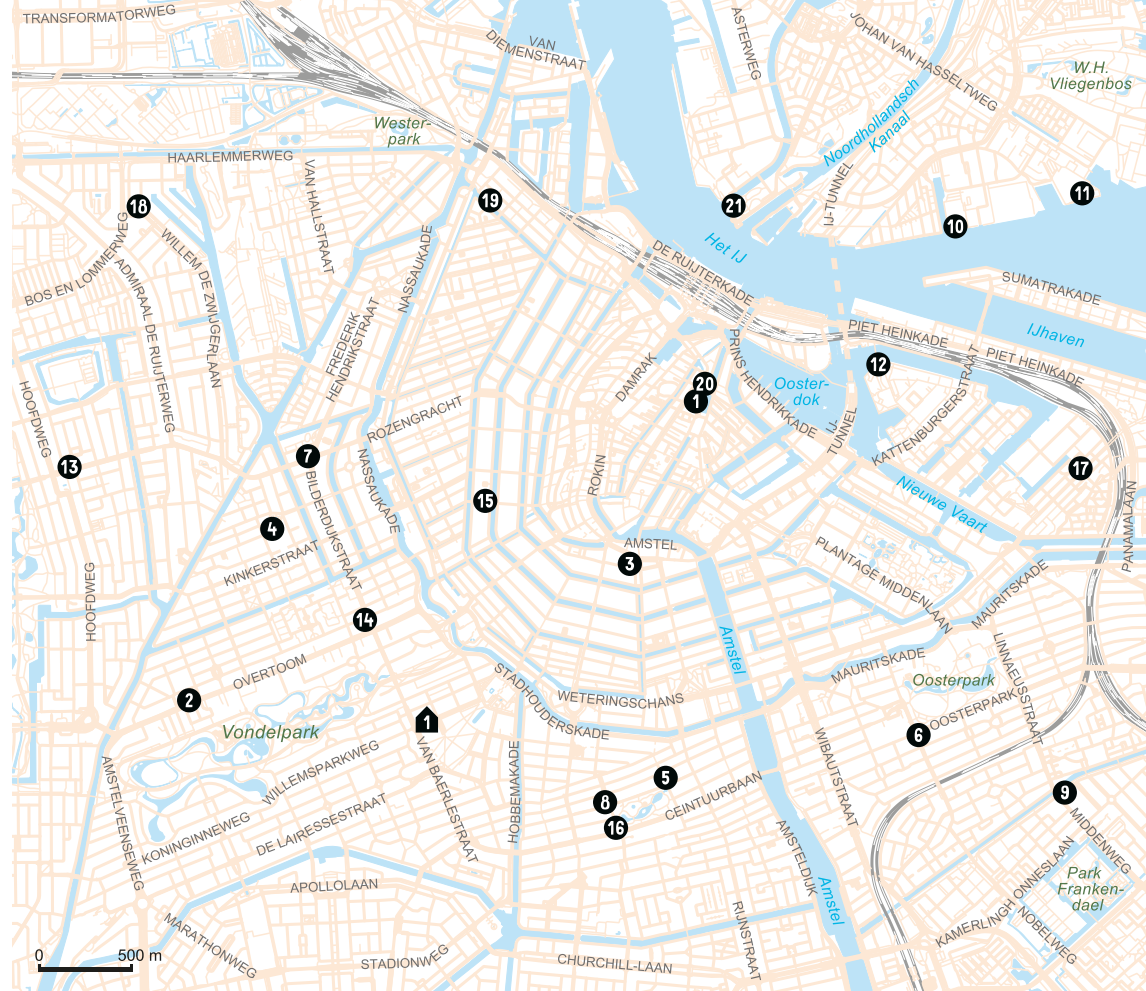 TRANSFORMATORWEG
VAN
DIEMENSTRAAT
ASTERWEG
JOHAN VAN HASSELTWEG
W.H.
Vliegenbos
Noordhollandsch
Kanaal
Wester-
park
HAARLEMMERWEG
VAN HALLSTRAAT
IJ-TUNNEL
18
19
21
11
10
BOS EN LOMMERWEG
WILLEM DE ZWIJGERLAAN
ADMIRAAL DE RUIJTERWEG
NASSAUKADE
Het IJ
DE RUIJTERKADE
SUMATRAKADE
FREDERIK
HENDRIKSTRAAT
PIET HEINKADE
IJhaven
PIET HEINKADE
PRINS HENDRIKKADE
12
DAMRAK
20
1
Ooster-
dok
IJ-
TUNNEL
KATTENBURGERSTRAAT
HOOFDWEG
ROZENGRACHT
13
7
NASSAUKADE
BILDERDIJKSTRAAT
ROKIN
17
15
Nieuwe Vaart
PANAMALAAN
4
KINKERSTRAAT
AMSTEL
3
PLANTAGE MIDDENLAAN
MAURITSKADE
HOOFDWEG
14
Amstel
MAURITSKADE
LINNAEUSSTRAAT
OVERTOOM
2
STADHOUDERSKADE
WETERINGSCHANS
Oosterpark
OOSTERPARK
Vondelpark
1
6
VAN BAERLESTRAAT
WILLEMSPARKWEG
HOBBEMAKADE
WIBAUTSTRAAT
5
8
16
CEINTUURBAAN
9
AMSTELVEENSEWEG
KONINGINNEWEG
DE LAIRESSESTRAAT
AMSTELDIJK
MIDDENWEG
APOLLOLAAN
Amstel
Park
Franken-
dael
KAMERLINGH ONNESLAAN
NOBELWEG
MARATHONWEG
STADIONWEG
CHURCHILL-LAAN
RIJNSTRAAT
0 500 m